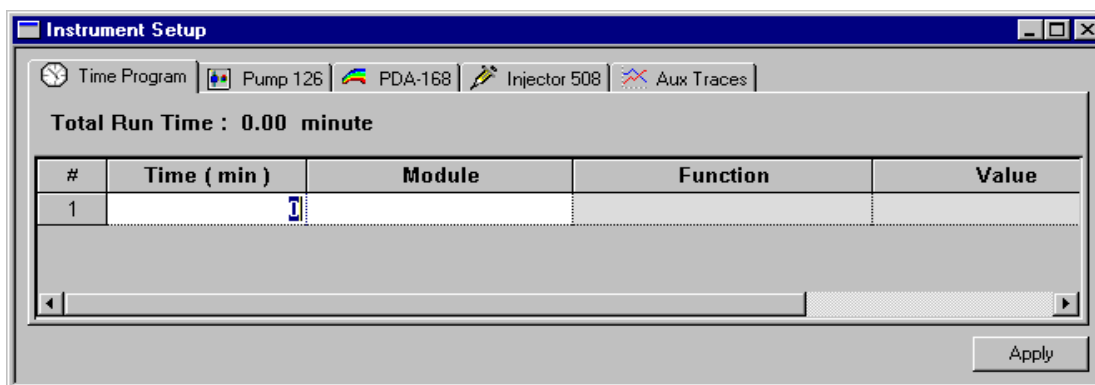 Instrument Setup
Time Program Pump 126 PDA-168 Injector 508 Aux Traces
Total Run Time : 0.00 minute
# Time ( min ) Module Function Value
1 0
Apply